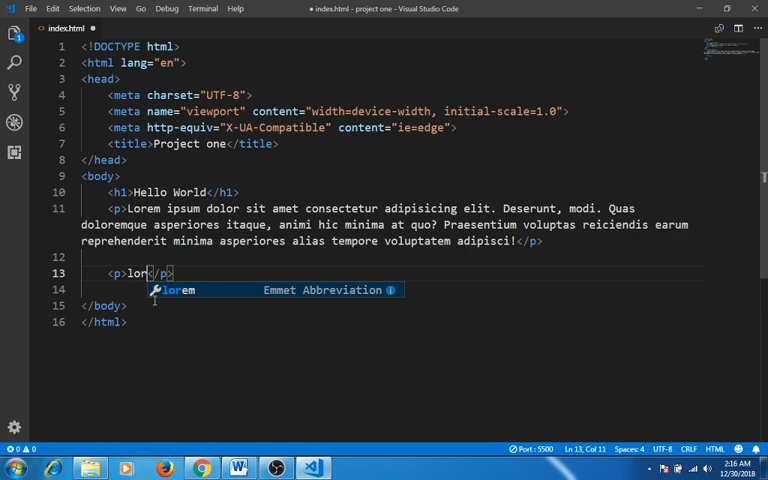 File Edit Selection View Go Debug Terminal Help
● index.html - project one - Visual Studio Code
<> index.html ●
1 <!DOCTYPE html>
2 <html lang="en">
3 <head>
4 <meta charset="UTF-8">
5 <meta name="viewport" content="width=device-width, initial-scale=1.0">
6 <meta http-equiv="X-UA-Compatible" content="ie=edge">
7 <title>Project one</title>
8 </head>
9 <body>
10 <h1>Hello World</h1>
11 <p>Lorem ipsum dolor sit amet consectetur adipisicing elit. Deserunt, modi. Quas
doloremque asperiores itaque, animi hic minima at quo? Praesentium voluptas reiciendis earum
reprehenderit minima asperiores alias tempore voluptatem adipisci!</p>
12
13 <p>lor</p>
lorem Emmet Abbreviation
14
15 </body>
16 </html>
1
0 0 Port : 5500 Ln 13, Col 11 Spaces: 4 UTF-8 CRLF HTML
2:16 AM
12/30/2018